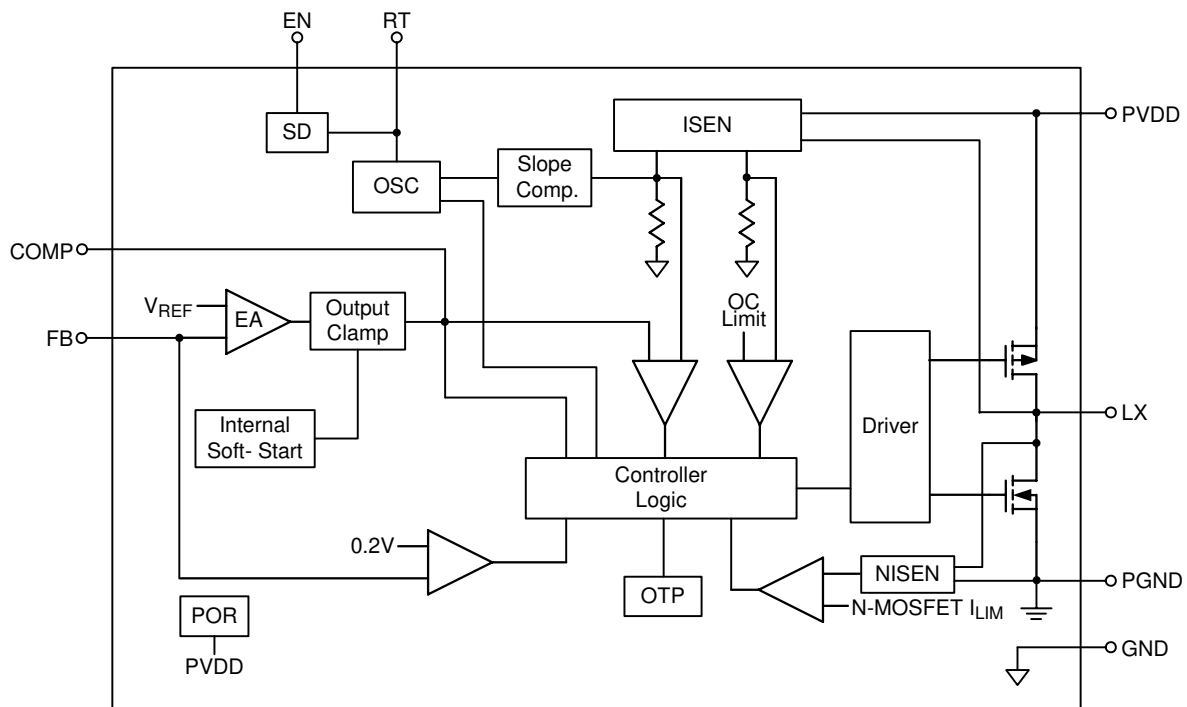 EN RT
PVDD
SD
ISEN
OSC
Slope
Comp.
COMP
VREF
EA
Output
Clamp
OC
Limit
FB
Internal
Soft- Start
Driver
LX
Controller
Logic
0.2V
OTP
NISEN
PGND
N-MOSFET ILIM
POR
PVDD
GND